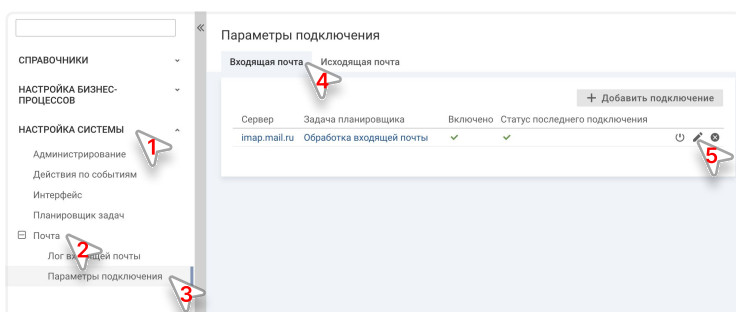 Параметры подключения
СПРАВОЧНИКИ
Входящая почта Исходящая почта
4
НАСТРОЙКА БИЗНЕС-
ПРОЦЕССОВ
+ Добавить подключение
Сервер Задача планировщика Включено Статус последнего подключения
НАСТРОЙКА СИСТЕМЫ
1
imap.mail.ru Обработка входящей почты
5
Администрирование
Действия по событиям
Интерфейс
Планировщик задач
Почта
2
Лог входящей почты
Параметры подключения
3